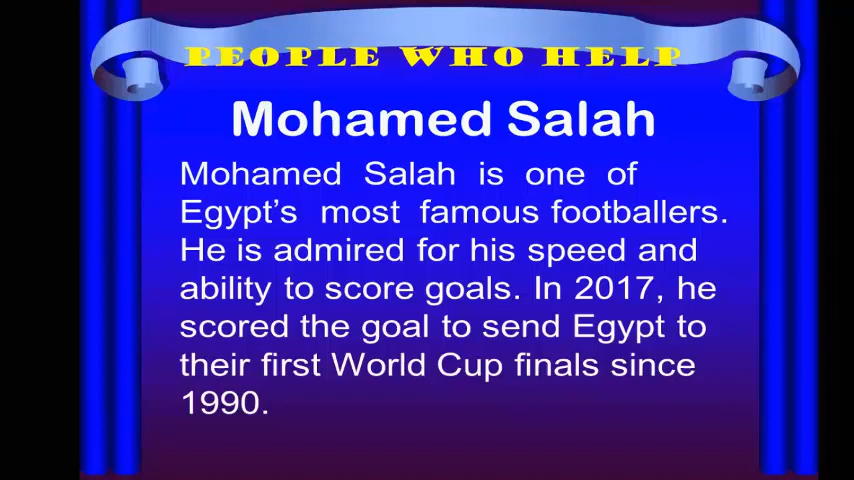 PEOPLE WHO HELP
Mohamed Salah
Mohamed Salah is one of
Egypt’s most famous footballers.
He is admired for his speed and
ability to score goals. In 2017, he
scored the goal to send Egypt to
their first World Cup finals since
1990.